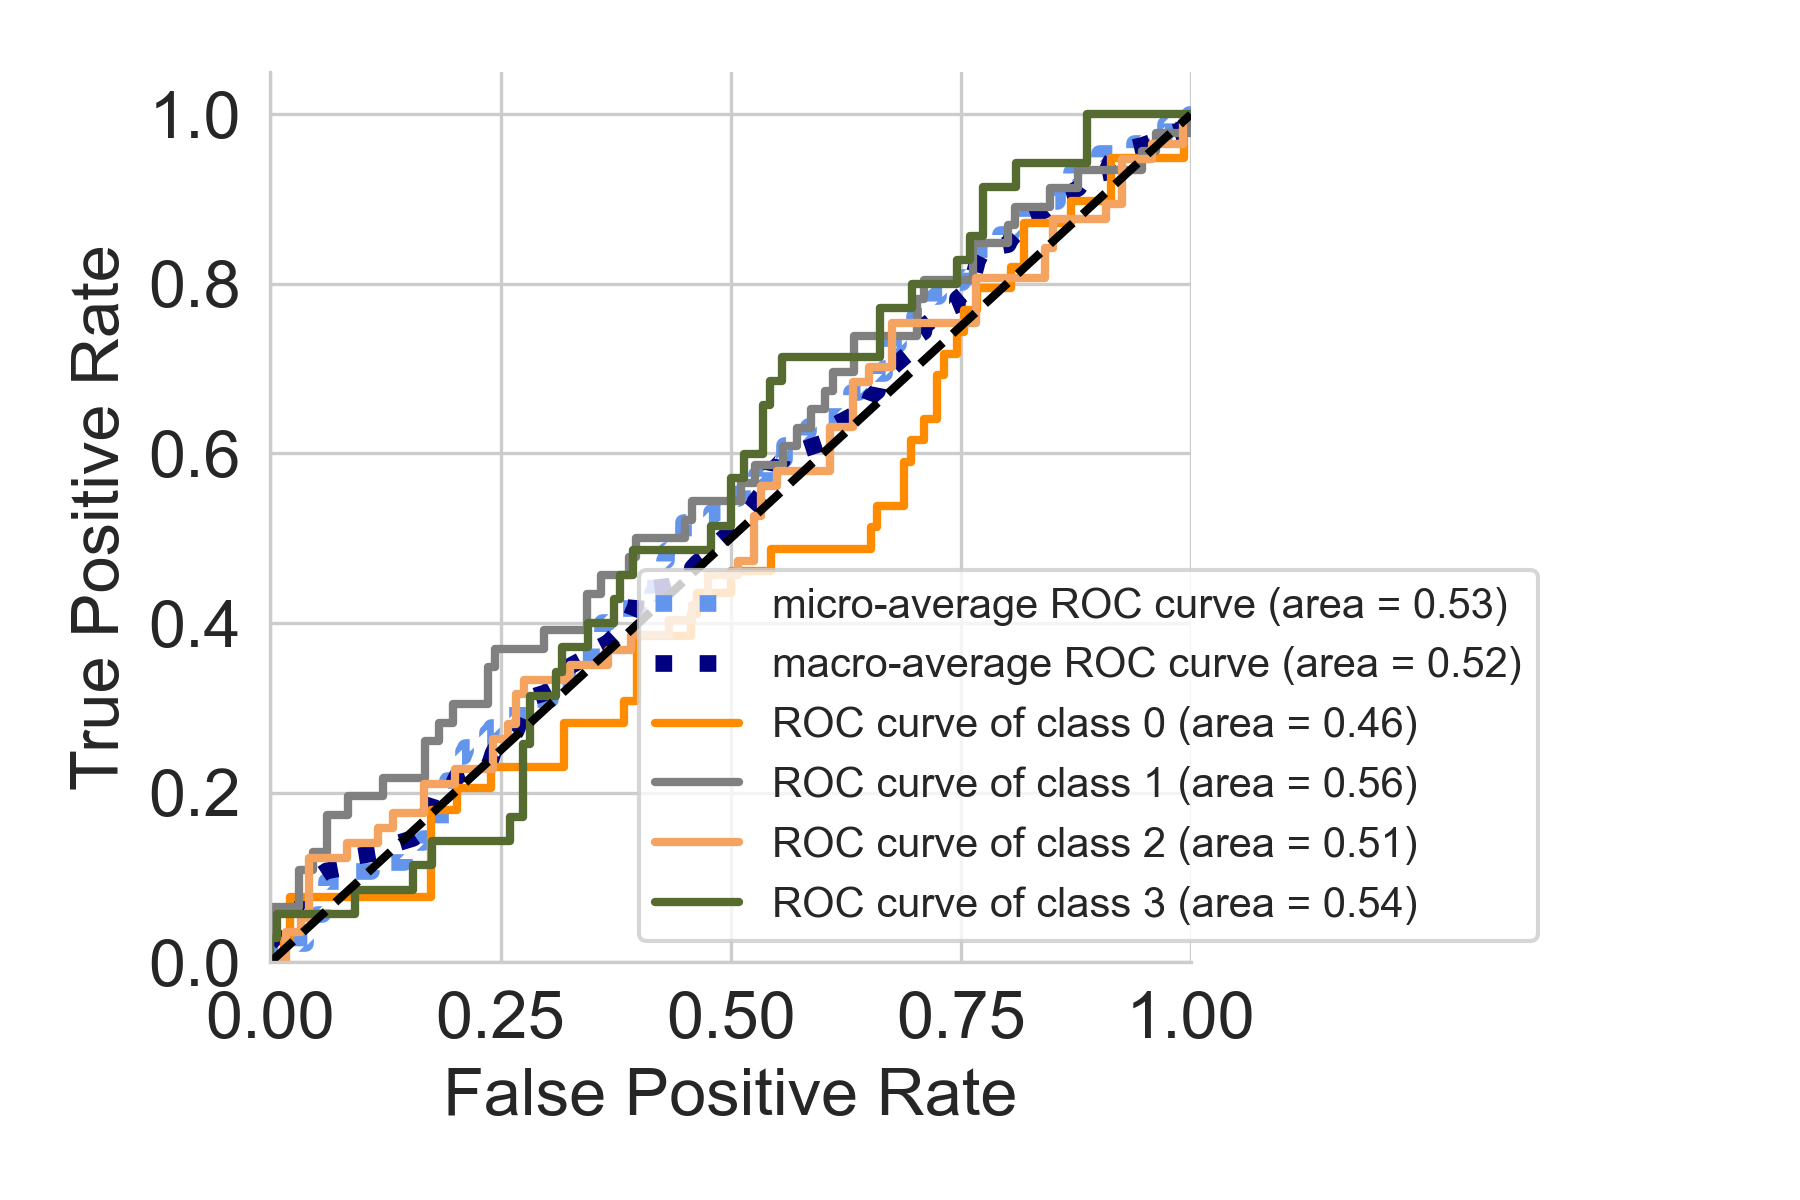 1.0
0.8
0.6
0.4
0.2
0.0
True Positive Rate
0.00 0.25 0.50 0.75 1.00
False Positive Rate
micro-average ROC curve (area = 0.53)
macro-average ROC curve (area = 0.52)
ROC curve of class 0 (area = 0.46)
ROC curve of class 1 (area = 0.56)
ROC curve of class 2 (area = 0.51)
ROC curve of class 3 (area = 0.54)